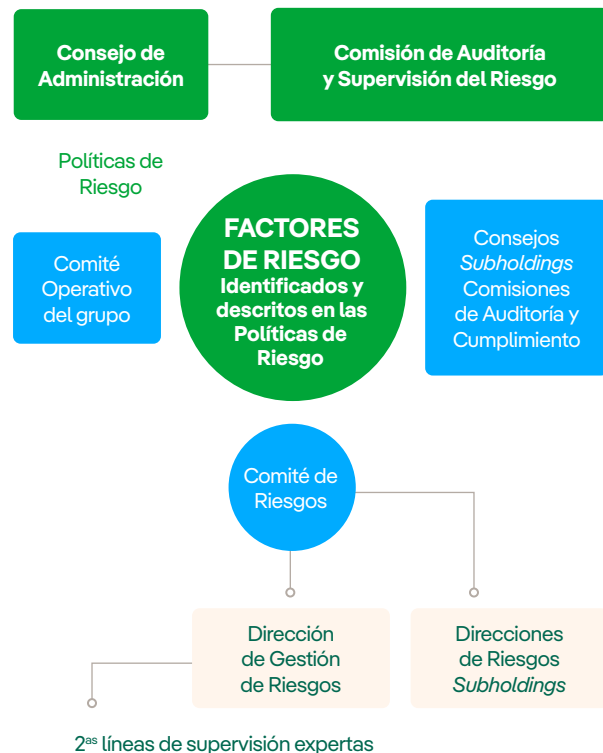 Consejo de
Administración
Comisión de Auditoría
y Supervisión del Riesgo
Políticas de
Riesgo
Comité
Operativo
del grupo
FACTORES
DE RIESGO
Identificados y
descritos en las
Políticas de
Riesgo
Consejos
Subholdings
Comisiones
de Auditoría y
Cumplimiento
Comité de
Riesgos
Dirección
de Gestión
de Riesgos
Direcciones
de Riesgos
Subholdings
2ªˢ líneas de supervisión expertas